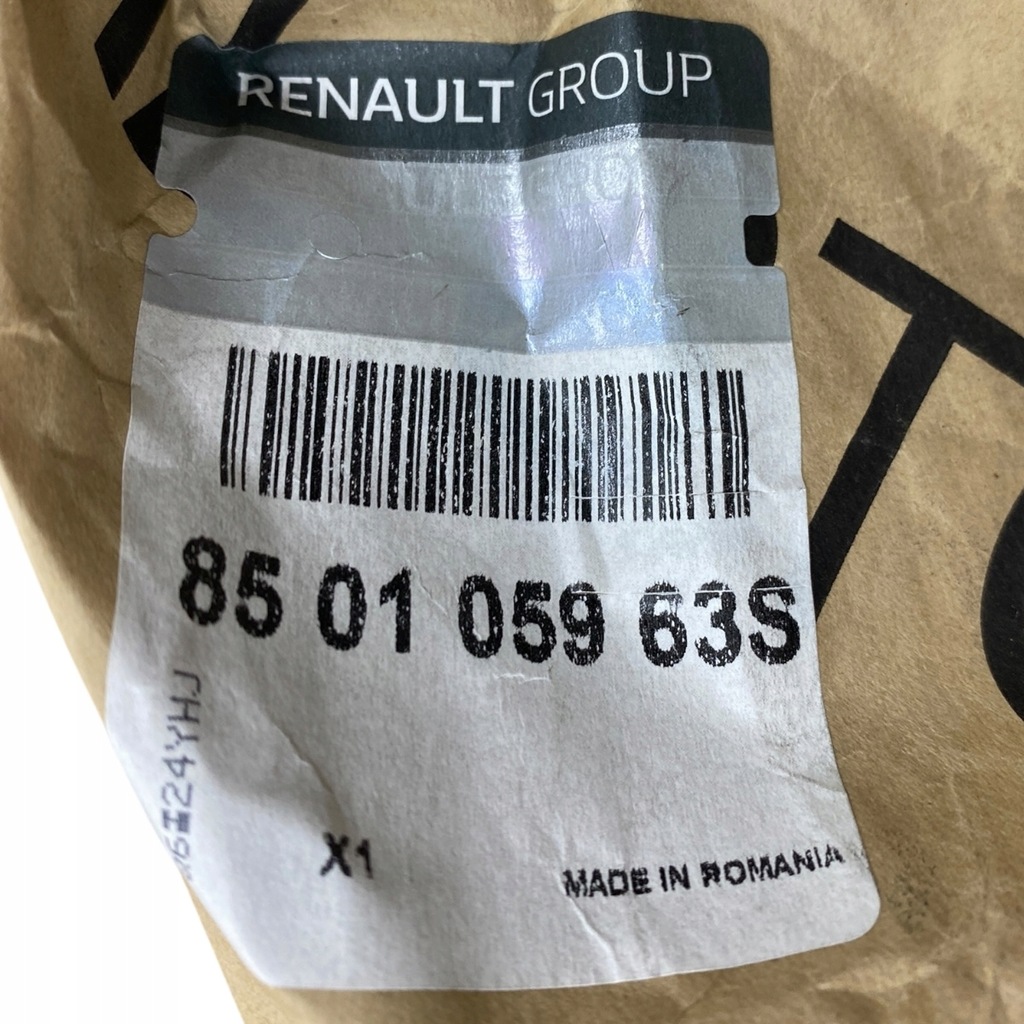 RENAULT GROUP
85 01 059 63S
X1
MADE IN ROMANIA